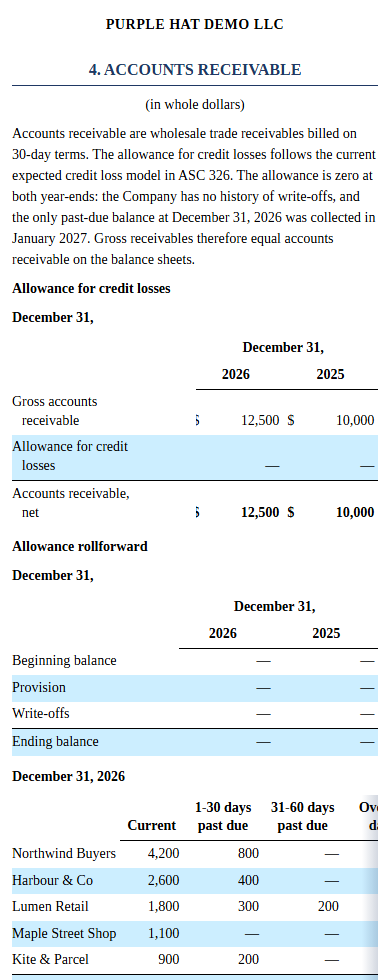 PURPLE HAT DEMO LLC
4. ACCOUNTS RECEIVABLE
(in whole dollars)
Accounts receivable are wholesale trade receivables billed on
30-day terms. The allowance for credit losses follows the current
expected credit loss model in ASC 326. The allowance is zero at
both year-ends: the Company has no history of write-offs, and
the only past-due balance at December 31, 2026 was collected in
January 2027. Gross receivables therefore equal accounts
receivable on the balance sheets.
Allowance for credit losses
December 31,
December 31,
2026 2025
Gross accounts
receivable $ 12,500 $ 10,000
Allowance for credit
losses — —
Accounts receivable,
net $ 12,500 $ 10,000
Allowance rollforward
December 31,
December 31,
2026 2025
Beginning balance — —
Provision — —
Write-offs — —
Ending balance — —
December 31, 2026
1-30 days 31-60 days
Current past due past due
Northwind Buyers 4,200 800 —
Harbour & Co 2,600 400 —
Lumen Retail 1,800 300 200
Maple Street Shop 1,100 — —
Kite & Parcel 900 200 —